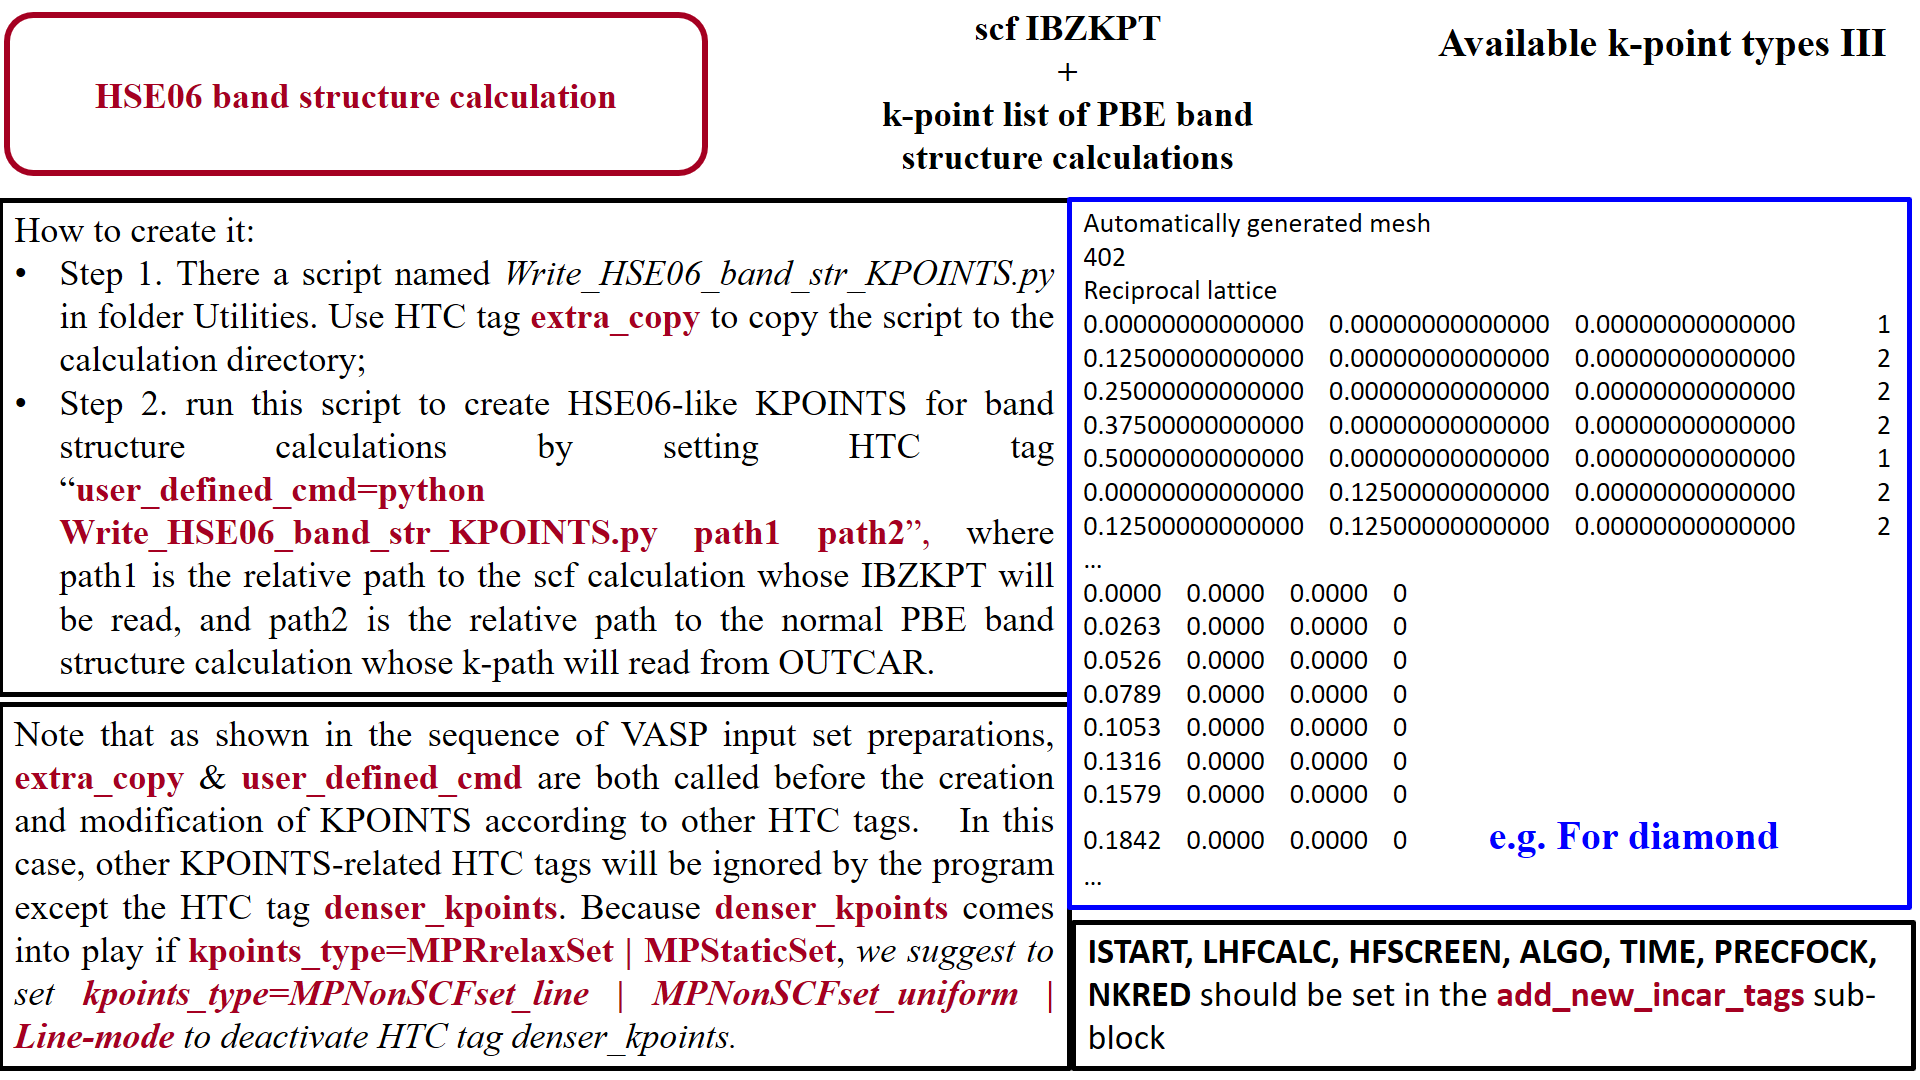 HSE06 band structure calculation
scf IBZKPT
+
k-point list of PBE band
structure calculations
Available k-point types III
How to create it:
• Step 1. There a script named Write_HSE06_band_str_KPOINTS.py
in folder Utilities. Use HTC tag extra_copy to copy the script to the
calculation directory;
• Step 2. run this script to create HSE06-like KPOINTS for band
structure calculations by setting HTC tag
“user_defined_cmd=python
Write_HSE06_band_str_KPOINTS.py path1 path2”, where
path1 is the relative path to the scf calculation whose IBZKPT will
be read, and path2 is the relative path to the normal PBE band
structure calculation whose k-path will read from OUTCAR.
Note that as shown in the sequence of VASP input set preparations,
extra_copy & user_defined_cmd are both called before the creation
and modification of KPOINTS according to other HTC tags. In this
case, other KPOINTS-related HTC tags will be ignored by the program
except the HTC tag denser_kpoints. Because denser_kpoints comes
into play if kpoints_type=MPRrelaxSet | MPStaticSet, we suggest to
set kpoints_type=MPNonSCFset_line | MPNonSCFset_uniform |
Line-mode to deactivate HTC tag denser_kpoints.
Automatically generated mesh
402
Reciprocal lattice
0.00000000000000 0.00000000000000 0.00000000000000 1
0.12500000000000 0.00000000000000 0.00000000000000 2
0.25000000000000 0.00000000000000 0.00000000000000 2
0.37500000000000 0.00000000000000 0.00000000000000 2
0.50000000000000 0.00000000000000 0.00000000000000 1
0.00000000000000 0.12500000000000 0.00000000000000 2
0.12500000000000 0.12500000000000 0.00000000000000 2
...
0.0000 0.0000 0.0000 0
0.0263 0.0000 0.0000 0
0.0526 0.0000 0.0000 0
0.0789 0.0000 0.0000 0
0.1053 0.0000 0.0000 0
0.1316 0.0000 0.0000 0
0.1579 0.0000 0.0000 0
0.1842 0.0000 0.0000 0
...
e.g. For diamond
ISTART, LHFCALC, HFSCREEN, ALGO, TIME, PRECFOCK,
NKRED should be set in the add_new_incar_tags sub-
block